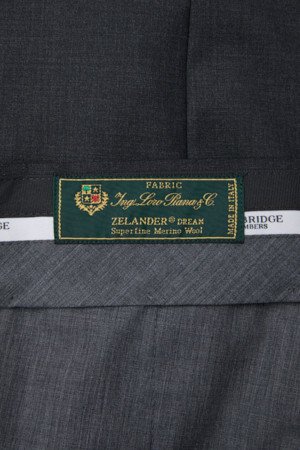 FABRIC
Ing. Loro Piana & C.
ZELANDER® DREAM
Superfine Merino Wool
MADE IN ITALY
GE
BRIDGE
MBERS